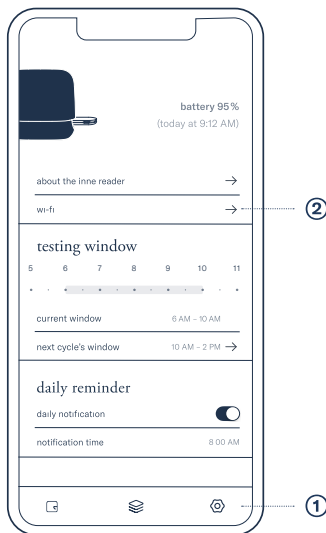 battery 95%
(today at 9:12 AM)
about the inne reader
wi-fi
2
testing window
5 6 7 8 9 10 11
current window 6 AM – 10 AM
next cycle's window 10 AM – 2 PM
daily reminder
daily notification
notification time 8 00 AM
1